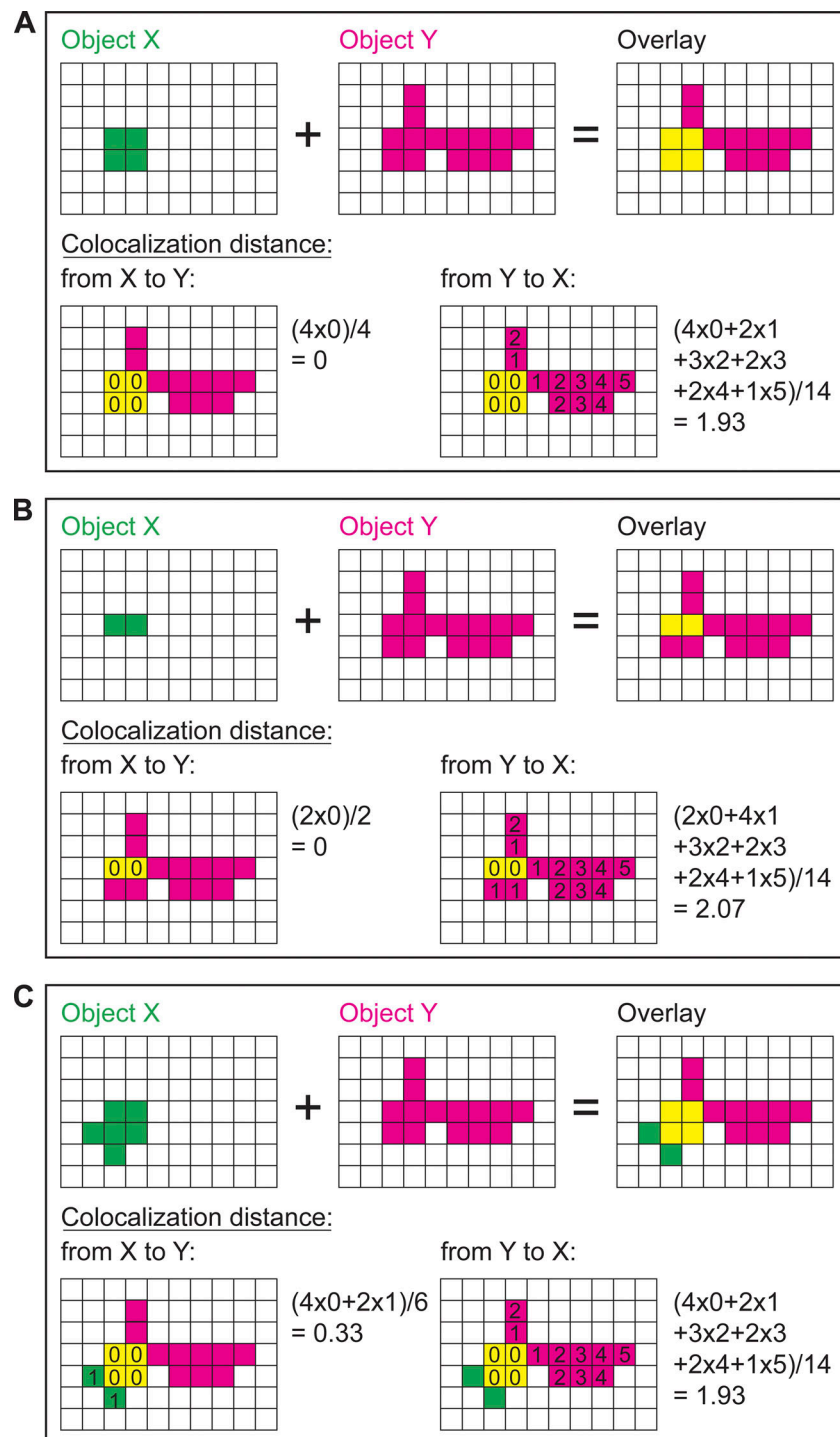 A
Object X
Object Y
Overlay
+
=
Colocalization distance:
from X to Y:
from Y to X:
0 0
0 0
(4x0)/4
= 0
2
1
0 0 1 2 3 4 5
0 0 2 3 4
(4x0+2x1
+3x2+2x3
+2x4+1x5)/14
= 1.93
B
Object X
Object Y
Overlay
+
=
Colocalization distance:
from X to Y:
from Y to X:
0 0
(2x0)/2
= 0
2
1
0 0 1 2 3 4 5
1 1 2 3 4
(2x0+4x1
+3x2+2x3
+2x4+1x5)/14
= 2.07
C
Object X
Object Y
Overlay
+
=
Colocalization distance:
from X to Y:
from Y to X:
0 0
1 0 0
1
(4x0+2x1)/6
= 0.33
2
1
0 0 1 2 3 4 5
0 0 2 3 4
(4x0+2x1
+3x2+2x3
+2x4+1x5)/14
= 1.93